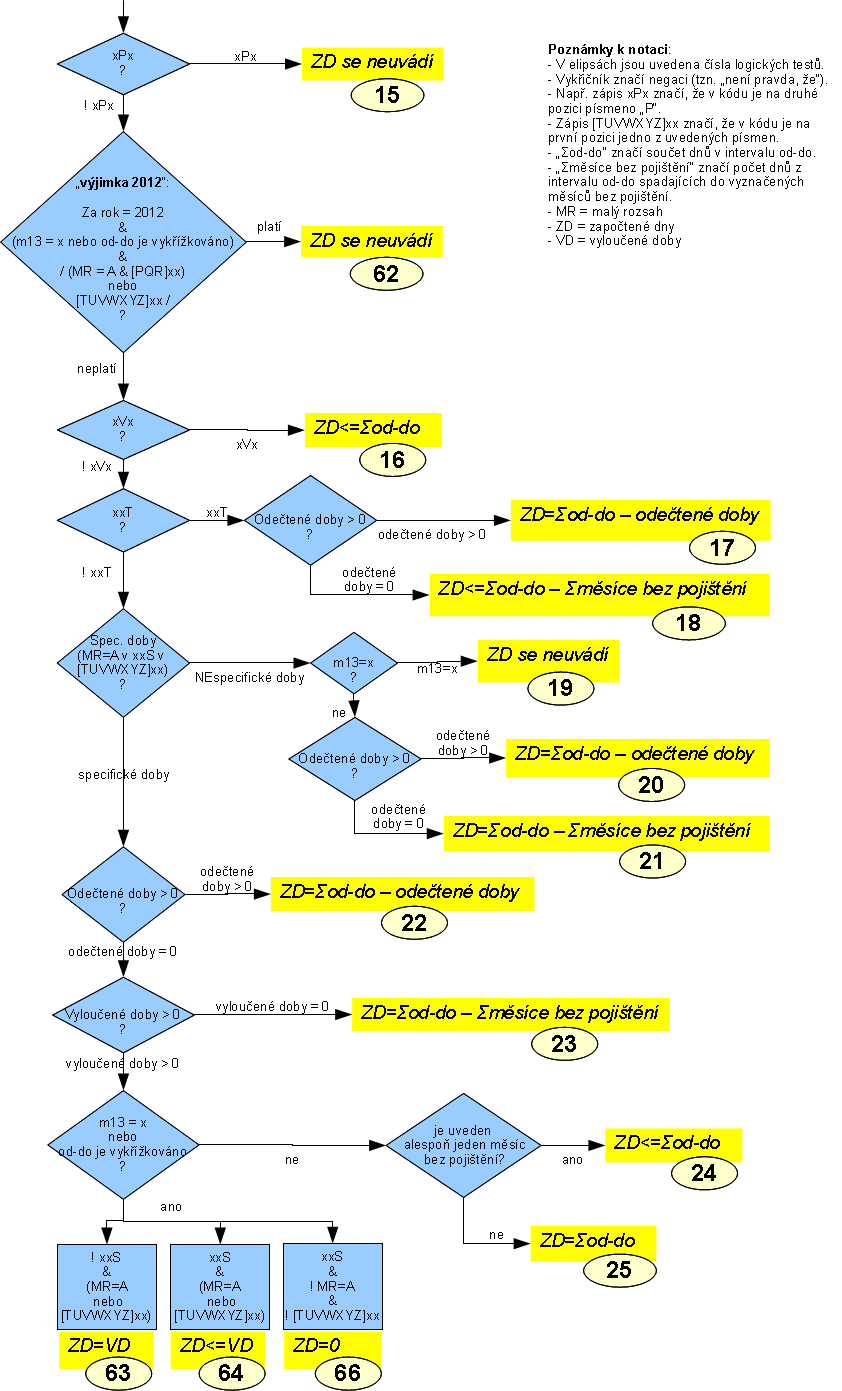 xPx
?
xPx
ZD se neuvádí
15
! xPx
Poznámky k notaci:
- V elipsách jsou uvedena čísla logických testů.
- Vykřičník značí negaci (tzn. „není pravda, že").
- Např. zápis xPx značí, že v kódu je na druhé
pozici písmeno „P".
- Zápis [TUVWXYZ]xx značí, že v kódu je na
první pozici jedno z uvedených písmen.
- „Σod-do" značí součet dnů v intervalu od-do.
- „Σměsíce bez pojištění" značí počet dnů z
intervalu od-do spadajících do vyznačených
měsíců bez pojištění.
- MR = malý rozsah
- ZD = započtené dny
- VD = vyloučené doby
„výjimka 2012":
Za rok = 2012
&
(m13 = x nebo od-do je vykřížkováno)
&
/ (MR = A & [PQR]xx)
nebo
[TUVWXYZ]xx /
?
platí
ZD se neuvádí
62
neplatí
xVx
?
xVx
ZD<=Σod-do
16
! xVx
xxT
?
xxT
Odečtené doby > 0
?
odečtené doby > 0
ZD=Σod-do – odečtené doby
17
odečtené
doby = 0
ZD<=Σod-do – Σměsíce bez pojištění
18
! xxT
Spec. doby
(MR=A v xxS v
[TUVWXYZ]xx)
?
NEspecifické doby
m13=x
?
m13=x
ZD se neuvádí
19
ne
Odečtené doby > 0
?
odečtené
doby > 0
ZD=Σod-do – odečtené doby
20
odečtené
doby = 0
ZD=Σod-do – Σměsíce bez pojištění
21
specifické doby
Odečtené doby > 0
?
odečtené
doby > 0
ZD=Σod-do – odečtené doby
22
odečtené doby = 0
Vyloučené doby > 0
?
vyloučené doby = 0
ZD=Σod-do – Σměsíce bez pojištění
23
vyloučené doby > 0
m13 = x
nebo
od-do je vykřížkováno
?
ne
je uveden
alespoň jeden měsíc
bez pojištění?
ano
ZD<=Σod-do
24
ne
ZD=Σod-do
25
ano
! xxS
&
(MR=A
nebo
[TUVWXYZ]xx)
ZD=VD
63
xxS
&
(MR=A
nebo
[TUVWXYZ]xx)
ZD<=VD
64
xxS
&
! MR=A
&
! [TUVWXYZ]xx
ZD=0
66